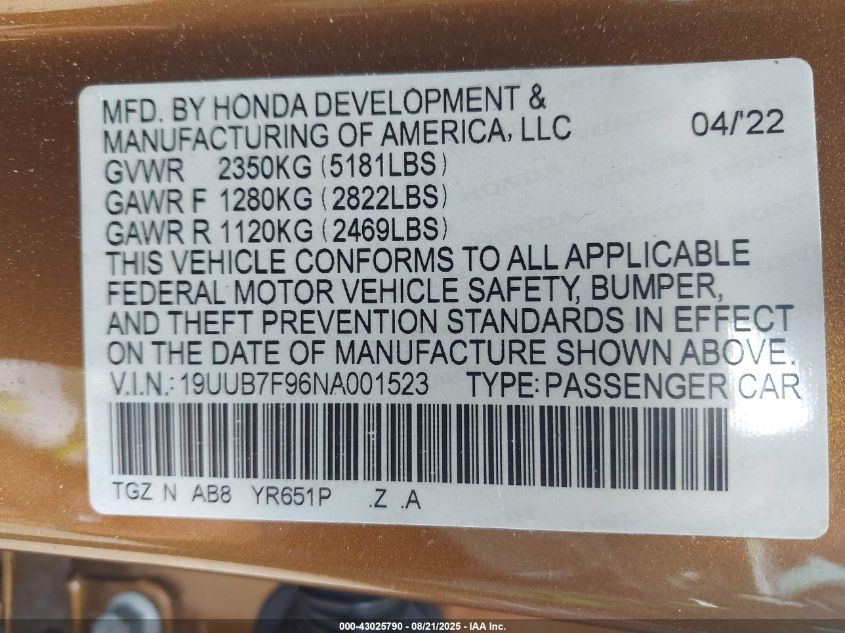 MFD. BY HONDA DEVELOPMENT &
MANUFACTURING OF AMERICA, LLC 04/'22
GVWR 2350KG (5181LBS)
GAWR F 1280KG (2822LBS)
GAWR R 1120KG (2469LBS)
THIS VEHICLE CONFORMS TO ALL APPLICABLE
FEDERAL MOTOR VEHICLE SAFETY, BUMPER,
AND THEFT PREVENTION STANDARDS IN EFFECT
ON THE DATE OF MANUFACTURE SHOWN ABOVE.
V.I.N.: 19UUB7F96NA001523 TYPE: PASSENGER CAR
TGZ N AB8 YR651P .Z .A
000-43025790 - 08/21/2025 - IAA Inc.